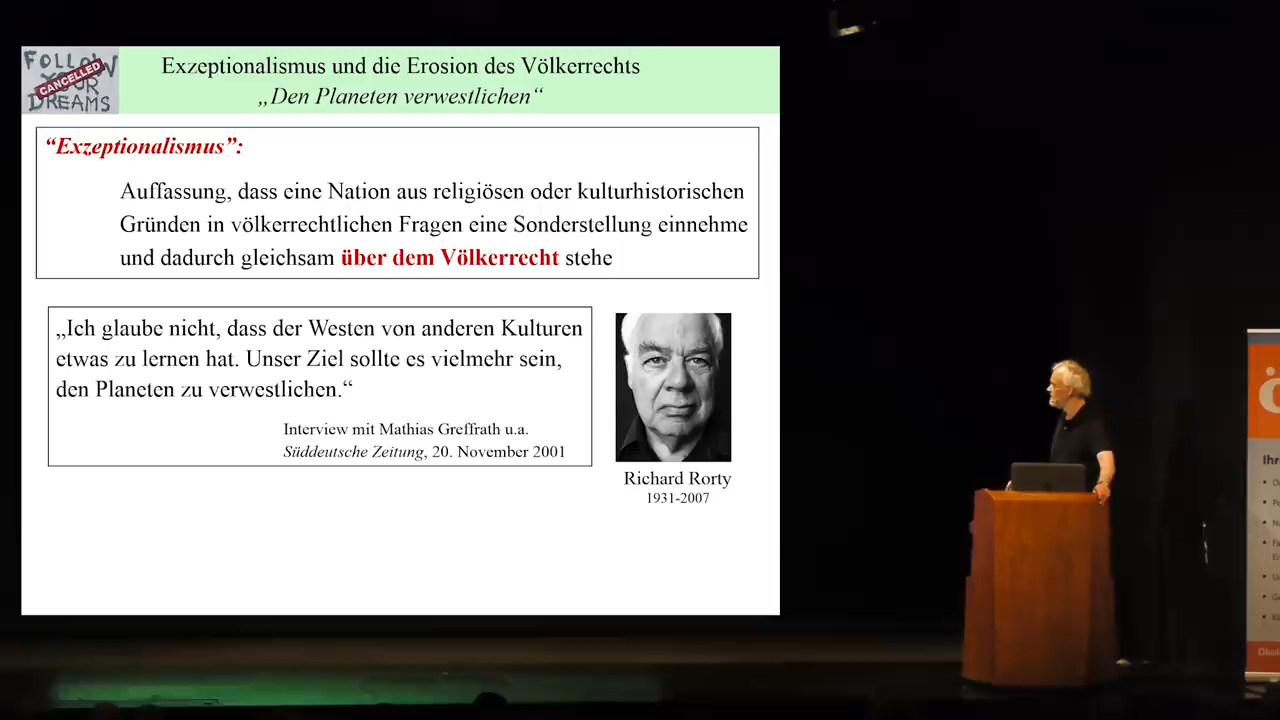 FOLLOW
YOUR
CANCELLED
DREAMS
Exzeptionalismus und die Erosion des Völkerrechts
„Den Planeten verwestlichen“
“Exzeptionalismus”:
Auffassung, dass eine Nation aus religiösen oder kulturhistorischen
Gründen in völkerrechtlichen Fragen eine Sonderstellung einnehme
und dadurch gleichsam über dem Völkerrecht stehe
„Ich glaube nicht, dass der Westen von anderen Kulturen
etwas zu lernen hat. Unser Ziel sollte es vielmehr sein,
den Planeten zu verwestlichen.“
Interview mit Mathias Greffrath u.a.
Süddeutsche Zeitung, 20. November 2001
Richard Rorty
1931-2007
ö
Ihr